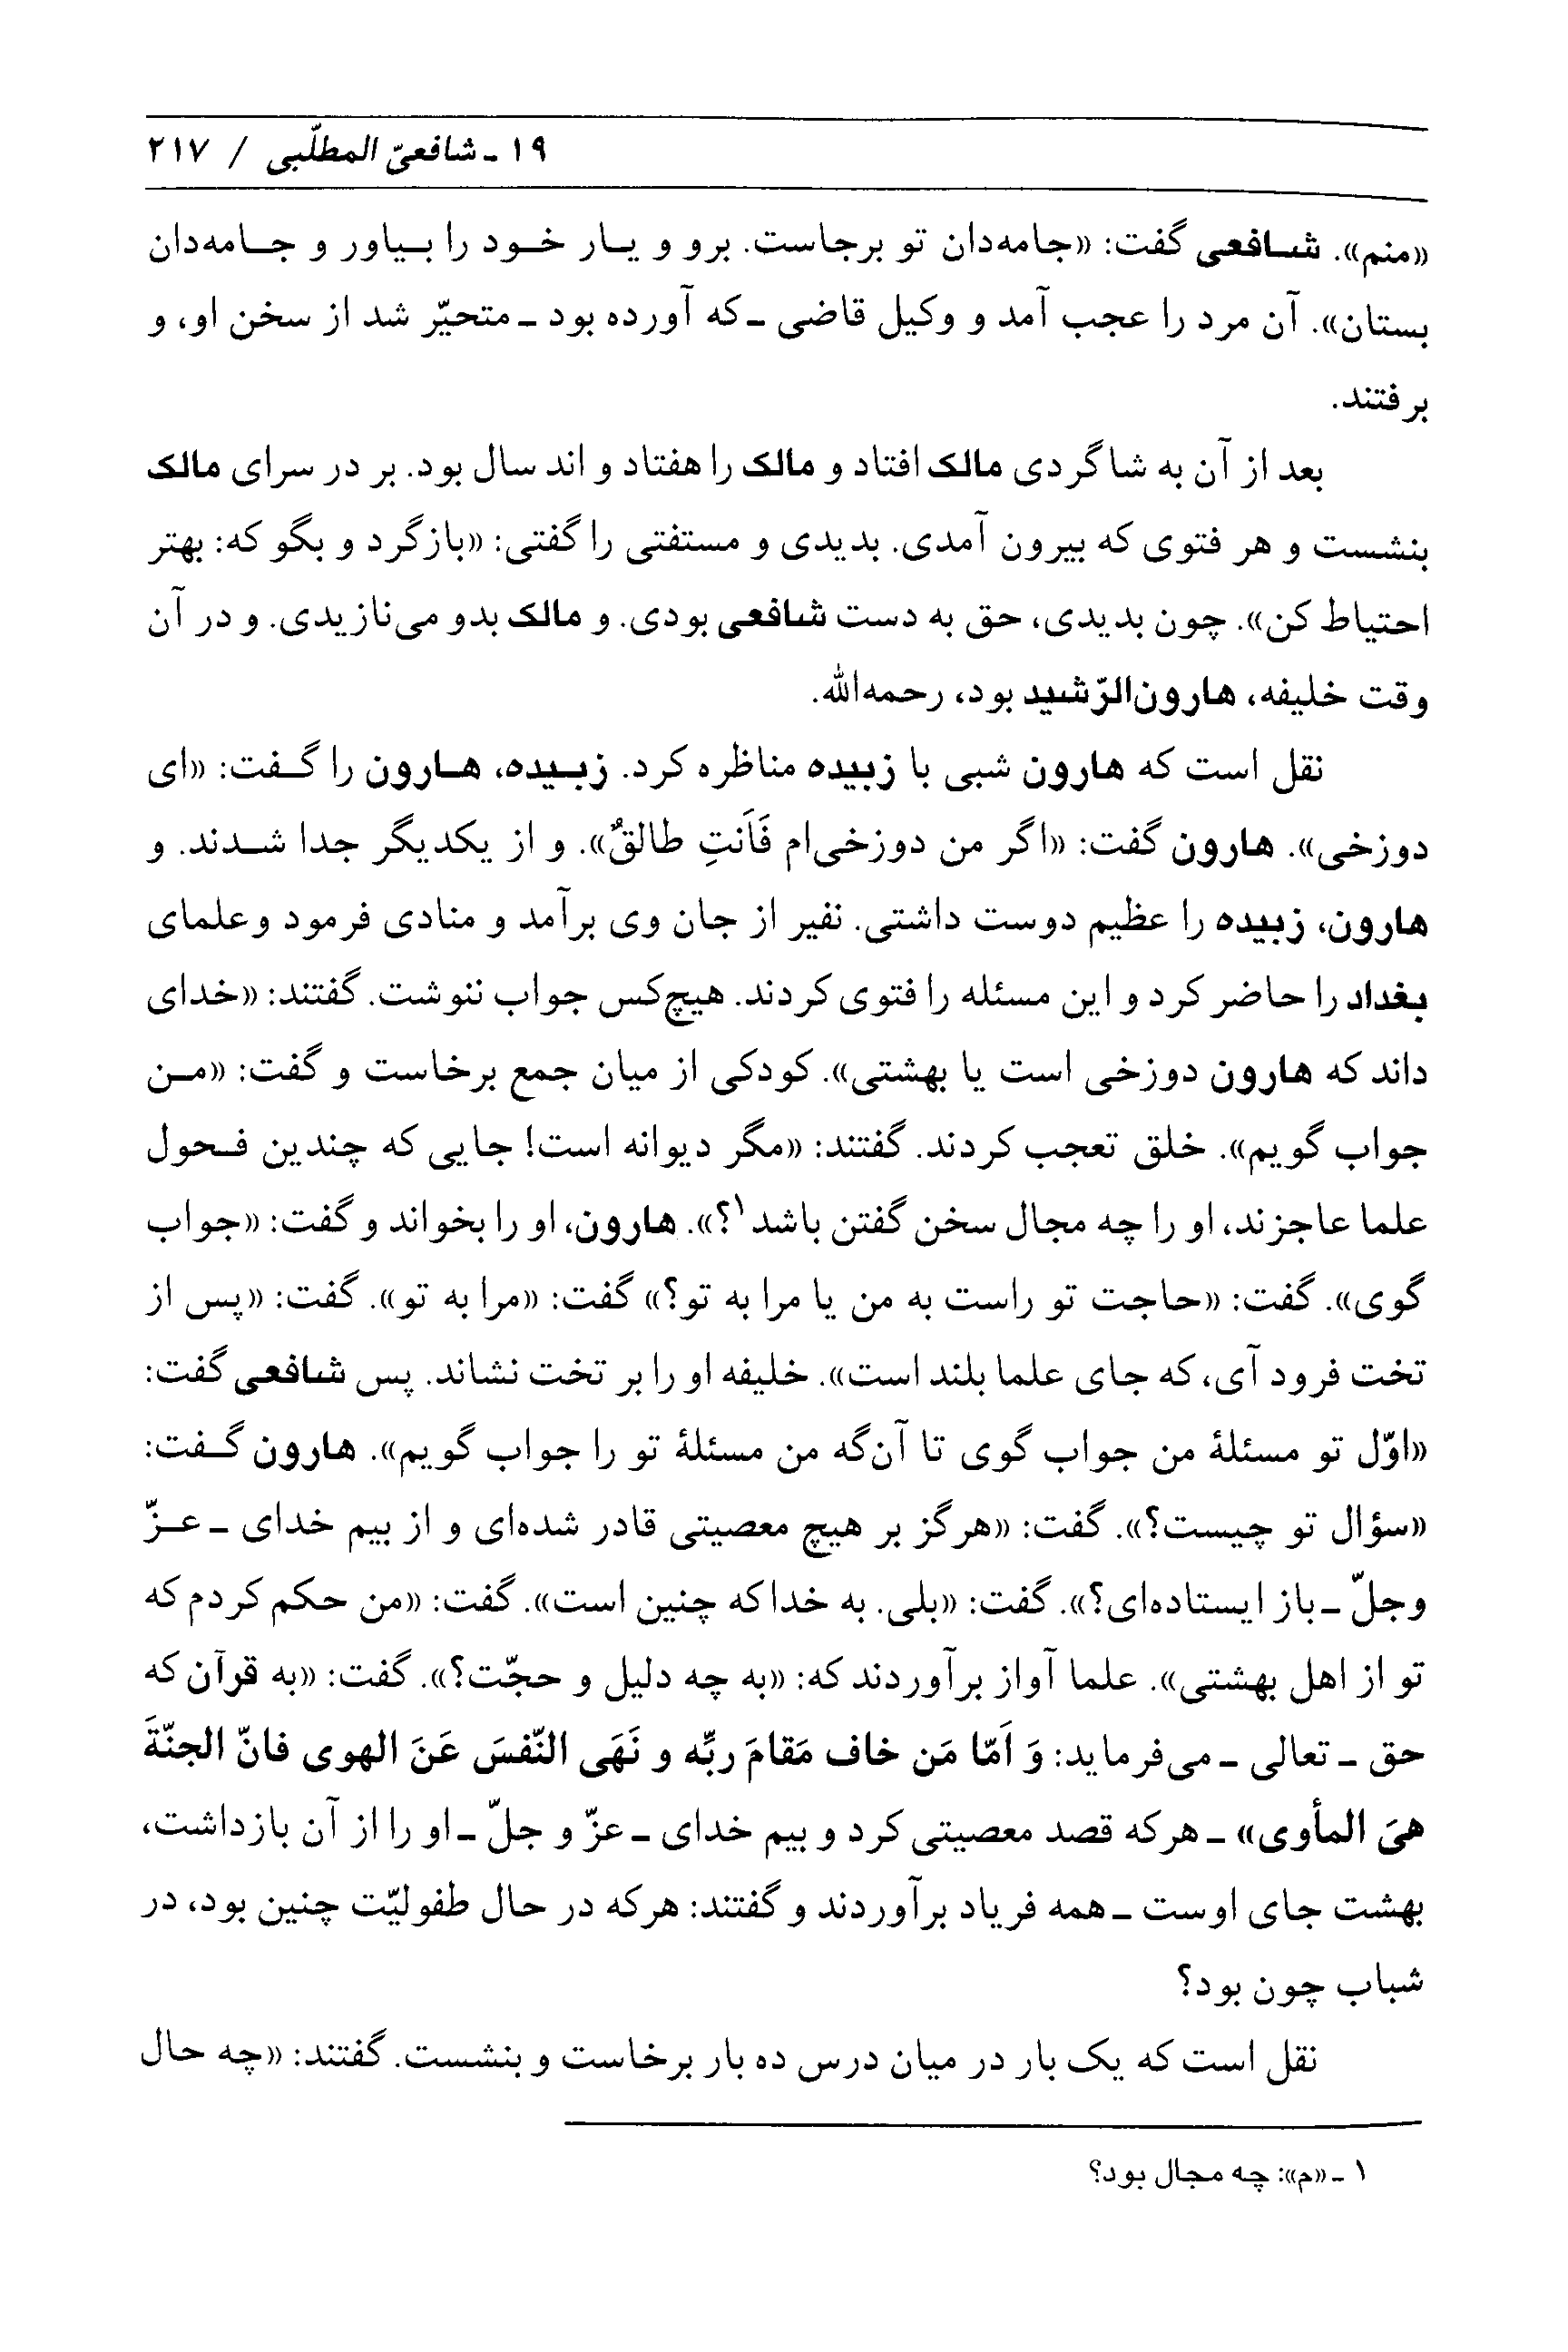 ۱۹ ـ شافعیّ المطلّبی / ۲۱۷
«منم». شافعی گفت: «جامه‌دان تو برجاست. برو و یار خود را بیاور و جامه‌دان
بستان». آن مرد را عجب آمد و وکیل قاضی ـ که آورده بود ـ متحیّر شد از سخن او، و
برفتند.
بعد از آن به شاگردی مالک افتاد و مالک را هفتاد و اند سال بود. بر در سرای مالک
بنشست و هر فتوی که بیرون آمدی. بدیدی و مستفتی را گفتی: «بازگرد و بگو که: بهتر
احتیاط کن». چون بدیدی، حق به دست شافعی بودی. و مالک بدو می‌نازیدی. و در آن
وقت خلیفه، هارون‌الرّشید بود، رحمه‌الله.
نقل است که هارون شبی با زبیده مناظره کرد. زبیده، هارون را گفت: «ای
دوزخی». هارون گفت: «اگر من دوزخی‌ام فَاَنتِ طالقٌ». و از یکدیگر جدا شدند. و
هارون، زبیده را عظیم دوست داشتی. نفیر از جان وی برآمد و منادی فرمود و علمای
بغداد را حاضر کرد و این مسئله را فتوی کردند. هیچ‌کس جواب ننوشت. گفتند: «خدای
داند که هارون دوزخی است یا بهشتی». کودکی از میان جمع برخاست و گفت: «من
جواب گویم». خلق تعجب کردند. گفتند: «مگر دیوانه است! جایی که چندین فحول
علما عاجزند، او را چه مجال سخن گفتن باشد۱؟». هارون، او را بخواند و گفت: «جواب
گوی». گفت: «حاجت تو راست به من یا مرا به تو؟» گفت: «مرا به تو». گفت: «پس از
تخت فرود آی، که جای علما بلند است». خلیفه او را بر تخت نشاند. پس شافعی گفت:
«اوّل تو مسئلهٔ من جواب گوی تا آن‌گه من مسئلهٔ تو را جواب گویم». هارون گفت:
«سؤال تو چیست؟». گفت: «هرگز بر هیچ معصیتی قادر شده‌ای و از بیم خدای ـ عزّ
وجلّ ـ باز ایستاده‌ای؟». گفت: «بلی. به خدا که چنین است». گفت: «من حکم کردم که
تو از اهل بهشتی». علما آواز برآوردند که: «به چه دلیل و حجّت؟». گفت: «به قرآن که
حق ـ تعالی ـ می‌فرماید: وَ اَمّا مَن خاف مَقامَ ربِّه و نَهَی النّفسَ عَنَ الهوی فانّ الجنّةَ
هیَ المأوی» ـ هرکه قصد معصیتی کرد و بیم خدای ـ عزّ و جلّ ـ او را از آن بازداشت،
بهشت جای اوست ـ همه فریاد برآوردند و گفتند: هرکه در حال طفولیّت چنین بود، در
شباب چون بود؟
نقل است که یک بار در میان درس ده بار برخاست و بنشست. گفتند: «چه حال
۱ ـ «م»: چه مجال بود؟